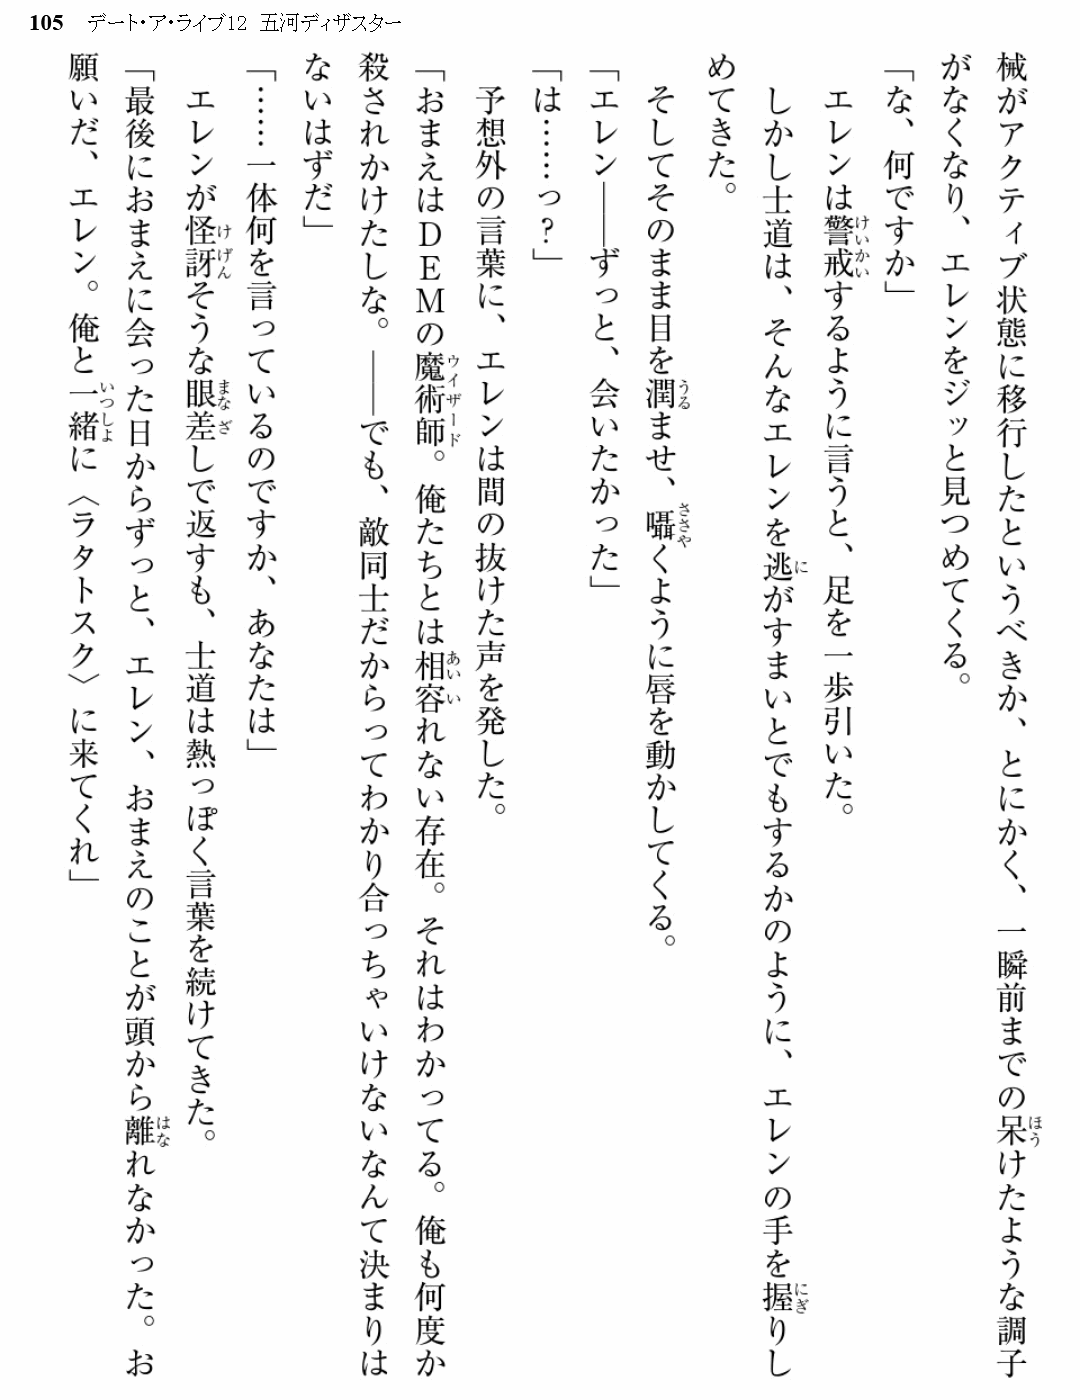 105 デート・ア・ライブ12 五河ディザスター
械がアクティブ状態に移行したというべきか、とにかく、一瞬前までの呆けたような調子
がなくなり、エレンをジッと見つめてくる。
「な、何ですか」
エレンは警戒するように言うと、足を一歩引いた。
しかし士道は、そんなエレンを逃がすまいとでもするかのように、エレンの手を握りし
めてきた。
そしてそのまま目を潤ませ、囁くように唇を動かしてくる。
「エレン――ずっと、会いたかった」
「は……っ？」
予想外の言葉に、エレンは間の抜けた声を発した。
「おまえはＤＥＭの魔術師。俺たちとは相容れない存在。それはわかってる。俺も何度か
殺されかけたしな。――でも、敵同士だからってわかり合っちゃいけないなんて決まりは
ないはずだ」
「……一体何を言っているのですか、あなたは」
エレンが怪訝そうな眼差しで返すも、士道は熱っぽく言葉を続けてきた。
「最後におまえに会った日からずっと、エレン、おまえのことが頭から離れなかった。お
願いだ、エレン。俺と一緒に〈ラタトスク〉に来てくれ」